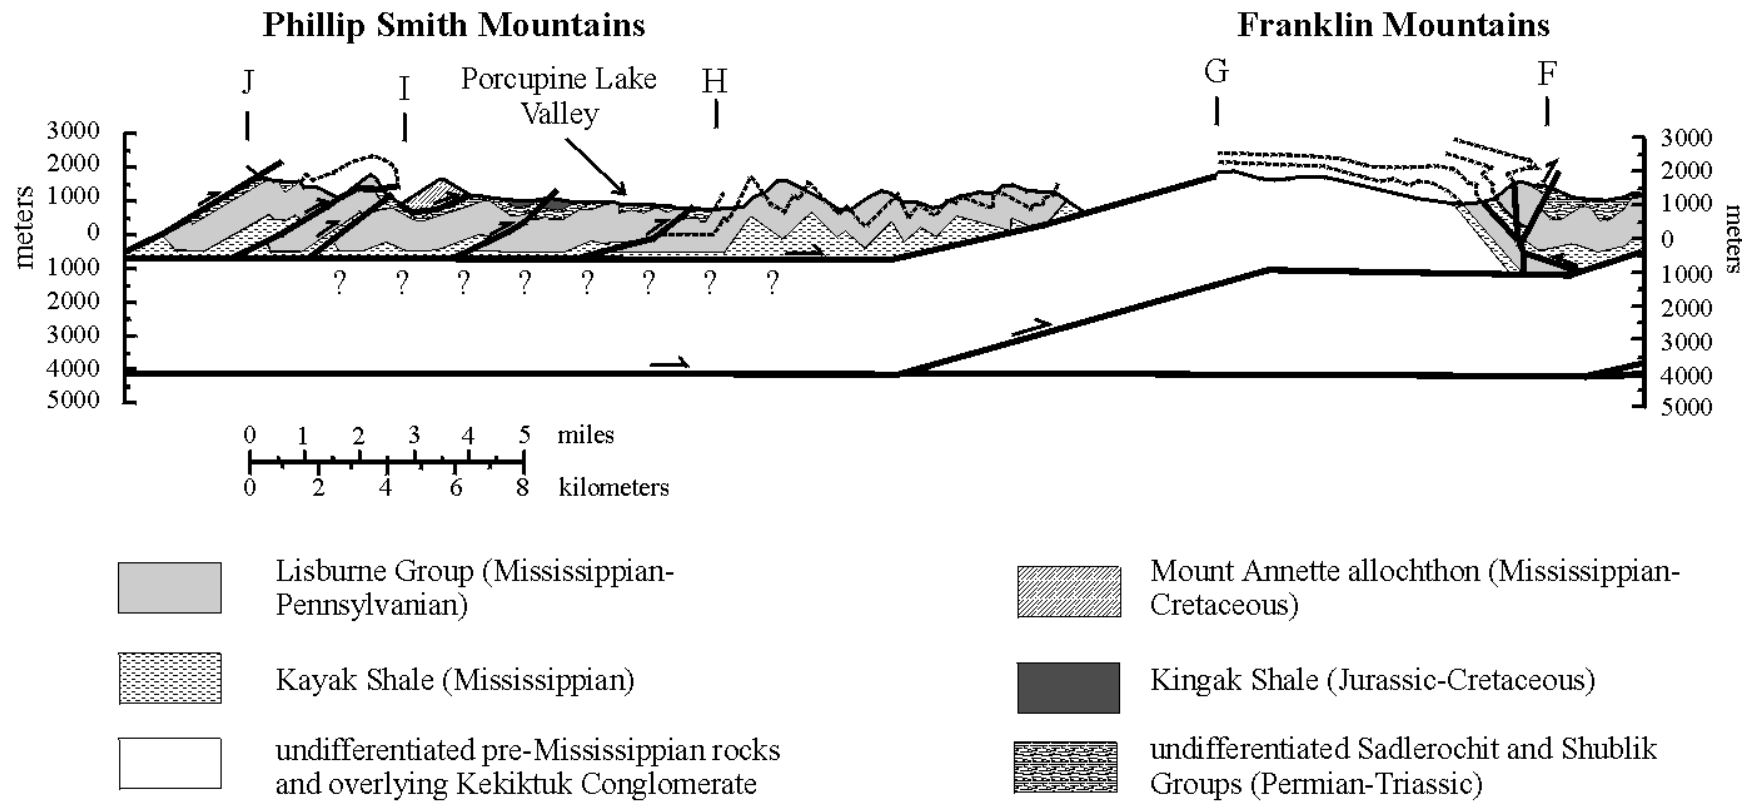 Phillip Smith Mountains
Franklin Mountains
J
I
Porcupine Lake
Valley
H
G
F
3000
2000
1000
0
1000
2000
3000
4000
5000
meters
3000
2000
1000
0
1000
2000
3000
4000
5000
meters
? ? ? ? ? ? ? ?
0 1 2 3 4 5 miles
0 2 4 6 8 kilometers
Lisburne Group (Mississippian-
Pennsylvanian)
Kayak Shale (Mississippian)
undifferentiated pre-Mississippian rocks
and overlying Kekiktuk Conglomerate
Mount Annette allochthon (Mississippian-
Cretaceous)
Kingak Shale (Jurassic-Cretaceous)
undifferentiated Sadlerochit and Shublik
Groups (Permian-Triassic)